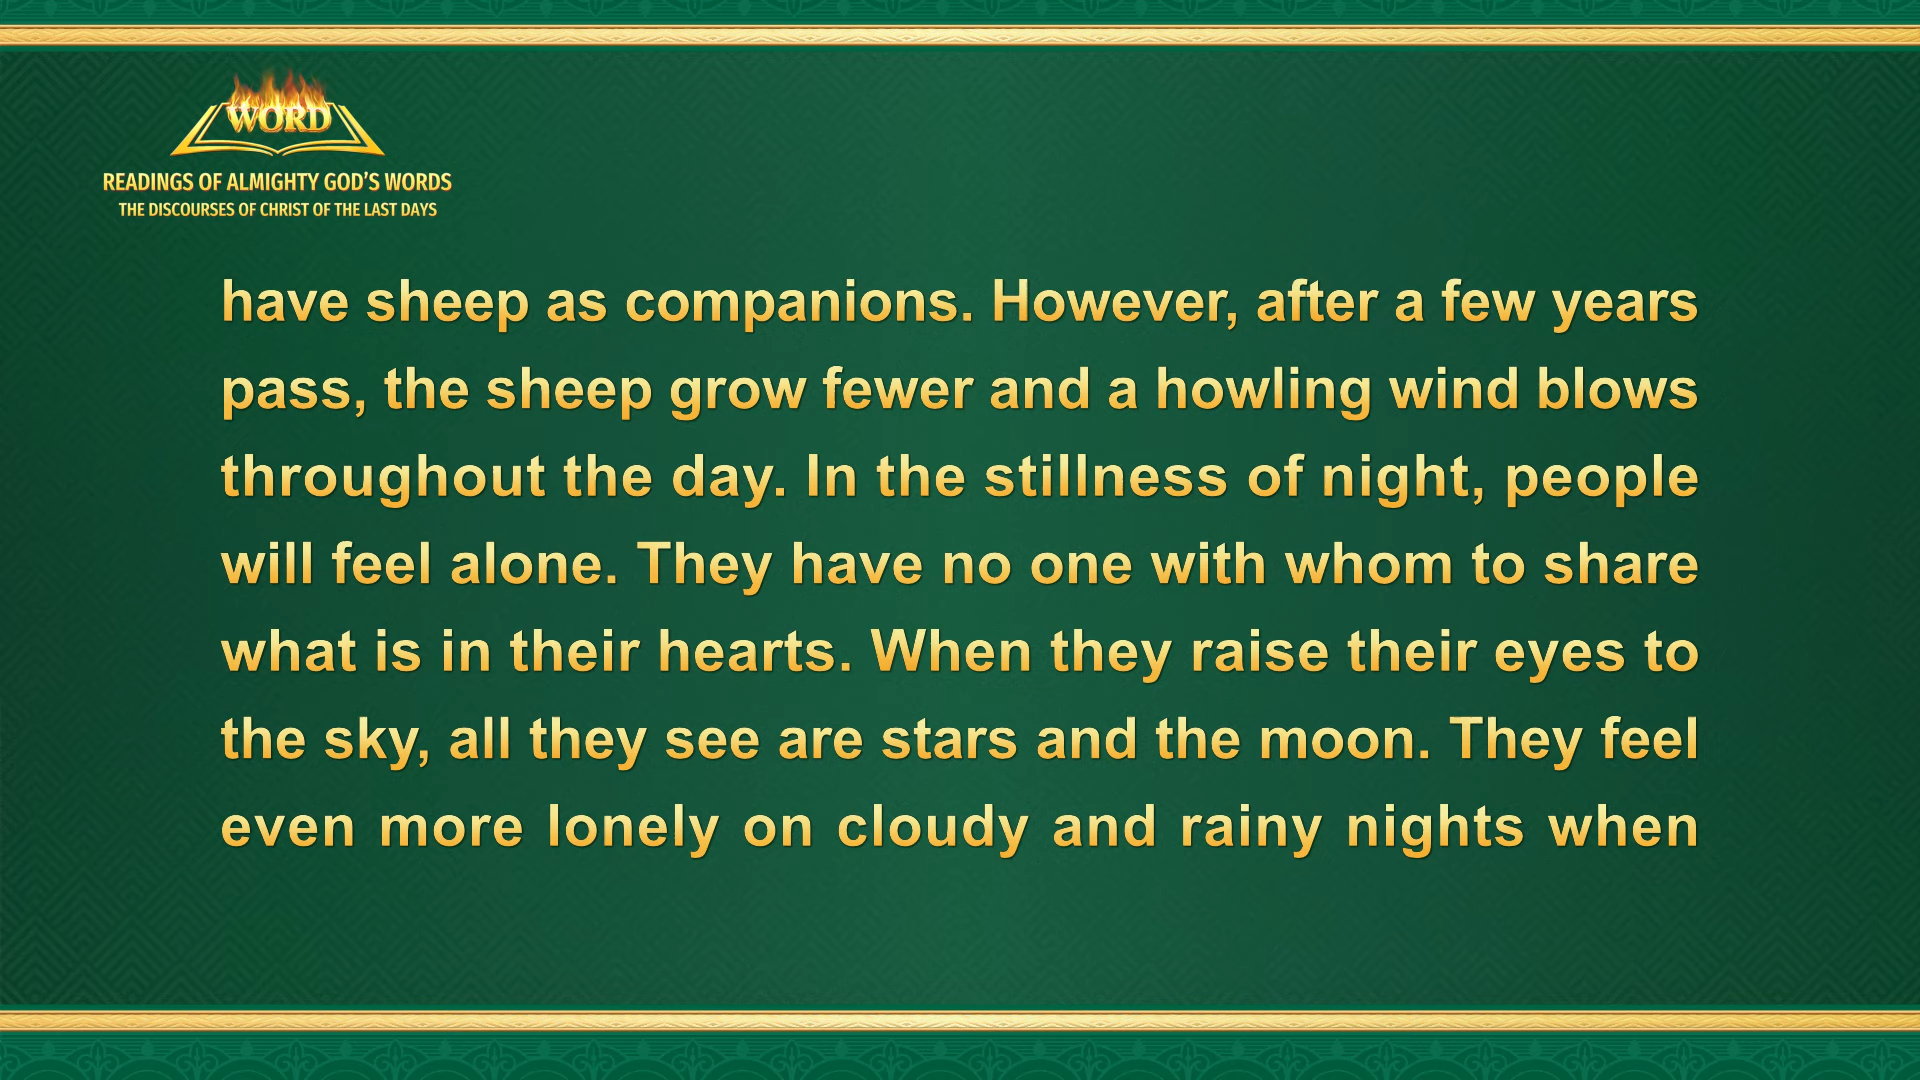 WORD
READINGS OF ALMIGHTY GOD'S WORDS
THE DISCOURSES OF CHRIST OF THE LAST DAYS
have sheep as companions. However, after a few years
pass, the sheep grow fewer and a howling wind blows
throughout the day. In the stillness of night, people
will feel alone. They have no one with whom to share
what is in their hearts. When they raise their eyes to
the sky, all they see are stars and the moon. They feel
even more lonely on cloudy and rainy nights when